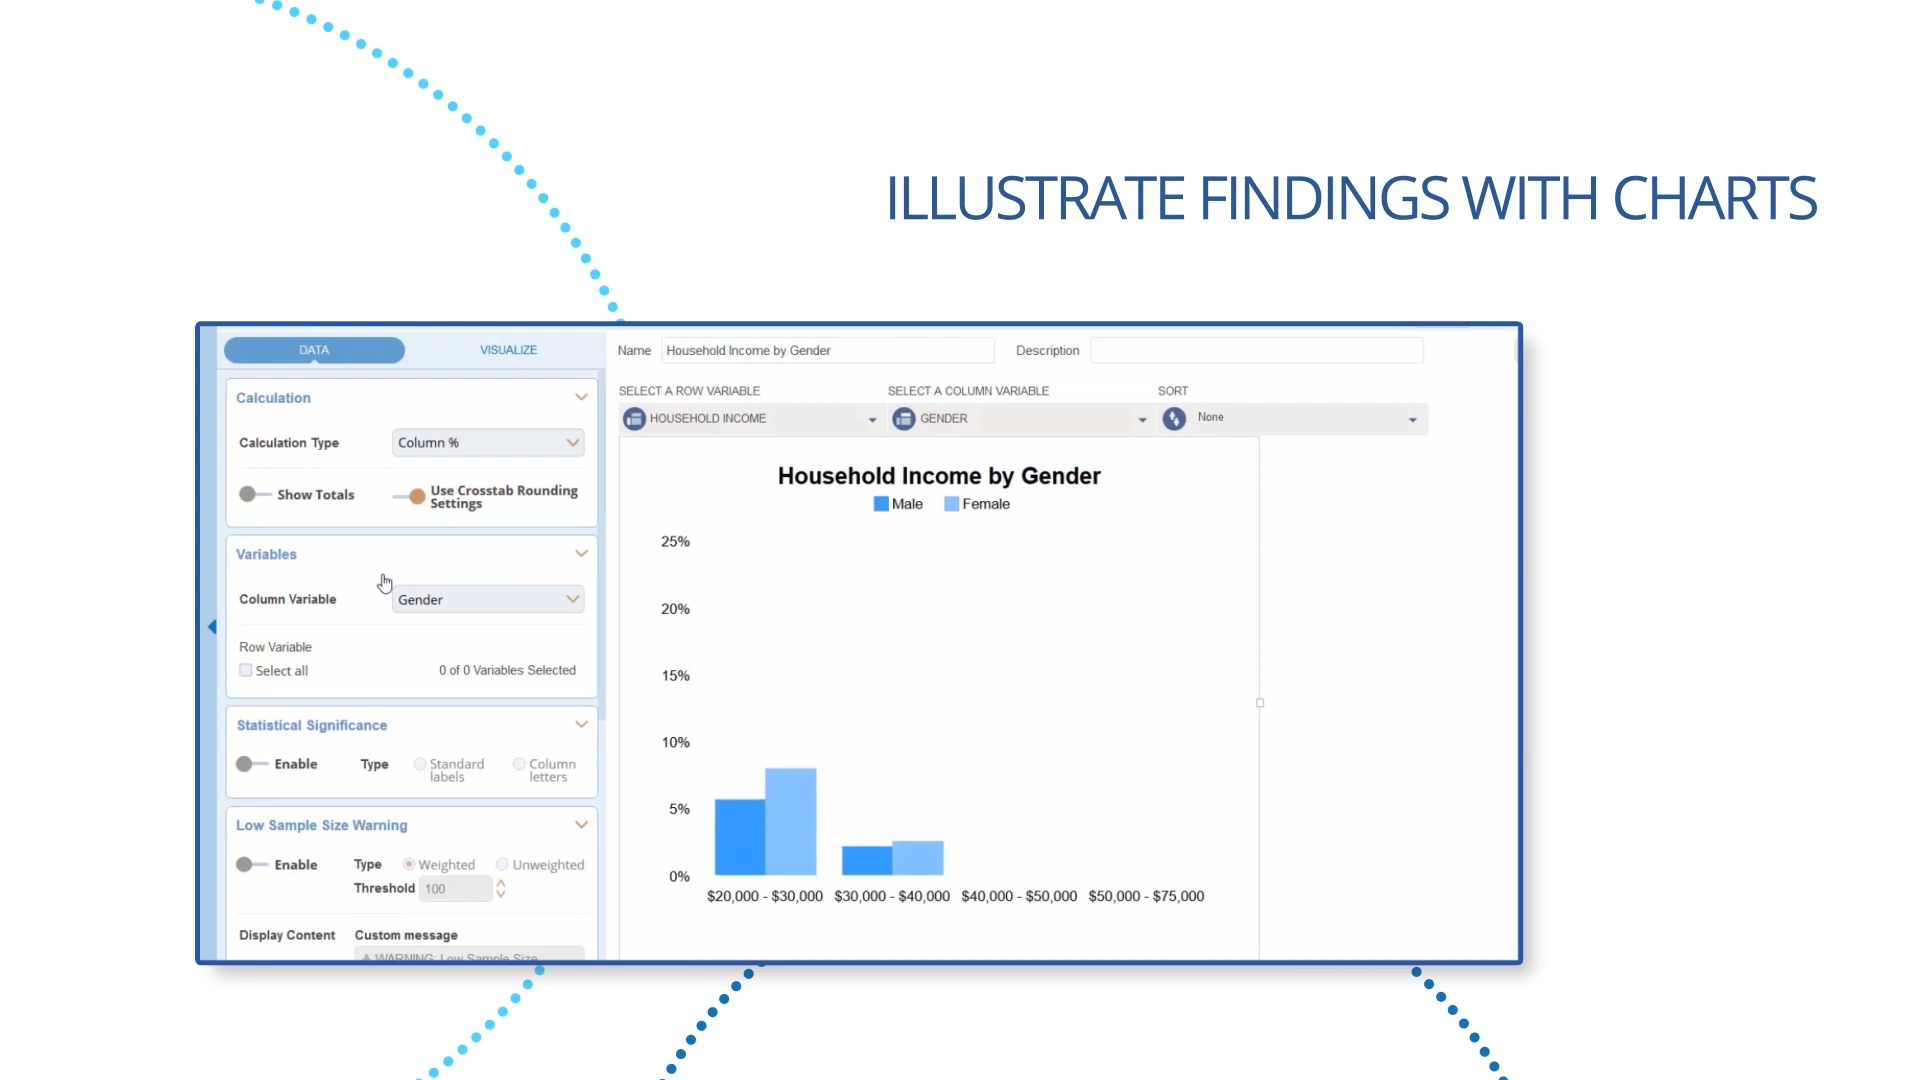 ILLUSTRATE FINDINGS WITH CHARTS
DATA
VISUALIZE
Calculation
Calculation Type
Column %
Show Totals
Use Crosstab Rounding
Settings
Variables
Column Variable
Gender
Row Variable
Select all
0 of 0 Variables Selected
Statistical Significance
Enable
Type
Standard
labels
Column
letters
Low Sample Size Warning
Enable
Type
Weighted
Unweighted
Threshold
100
Display Content
Custom message
WARNING: Low Sample Size
Name
Household Income by Gender
Description
SELECT A ROW VARIABLE
HOUSEHOLD INCOME
SELECT A COLUMN VARIABLE
GENDER
SORT
None
Household Income by Gender
Male
Female
25%
20%
15%
10%
5%
0%
$20,000 - $30,000
$30,000 - $40,000
$40,000 - $50,000
$50,000 - $75,000